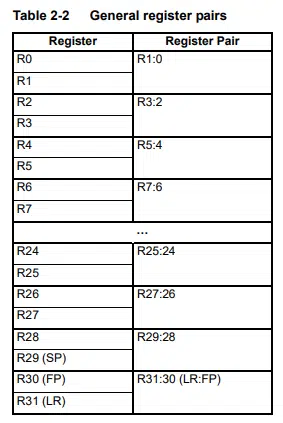 Table 2-2 General register pairs
Register Register Pair
R0 R1:0
R1
R2 R3:2
R3
R4 R5:4
R5
R6 R7:6
R7
...
R24 R25:24
R25
R26 R27:26
R27
R28 R29:28
R29 (SP)
R30 (FP) R31:30 (LR:FP)
R31 (LR)